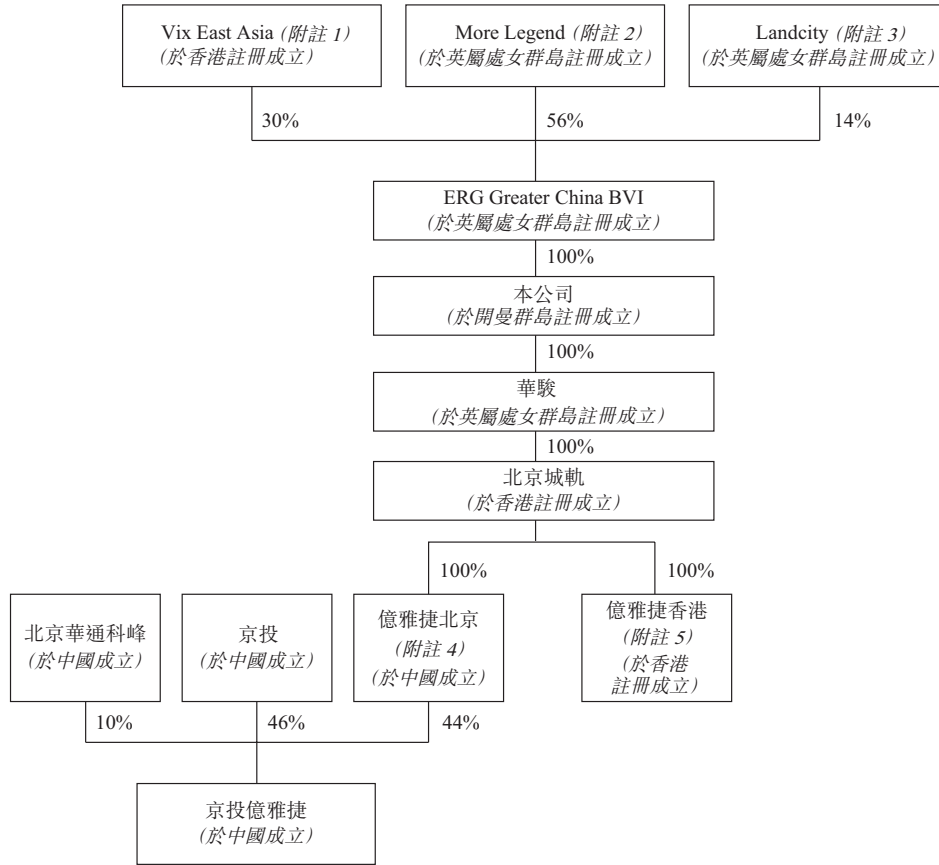 Vix East Asia (附註 1)
(於香港註冊成立)
More Legend (附註 2)
(於英屬處女群島註冊成立)
Landcity (附註 3)
(於英屬處女群島註冊成立)
30%
56%
14%
ERG Greater China BVI
(於英屬處女群島註冊成立)
100%
本公司
(於開曼群島註冊成立)
100%
華駿
(於英屬處女群島註冊成立)
100%
北京城軌
(於香港註冊成立)
100%
100%
北京華通科峰
(於中國成立)
京投
(於中國成立)
億雅捷北京
(附註 4)
(於中國成立)
億雅捷香港
(附註 5)
(於香港
註冊成立)
10%
46%
44%
京投億雅捷
(於中國成立)